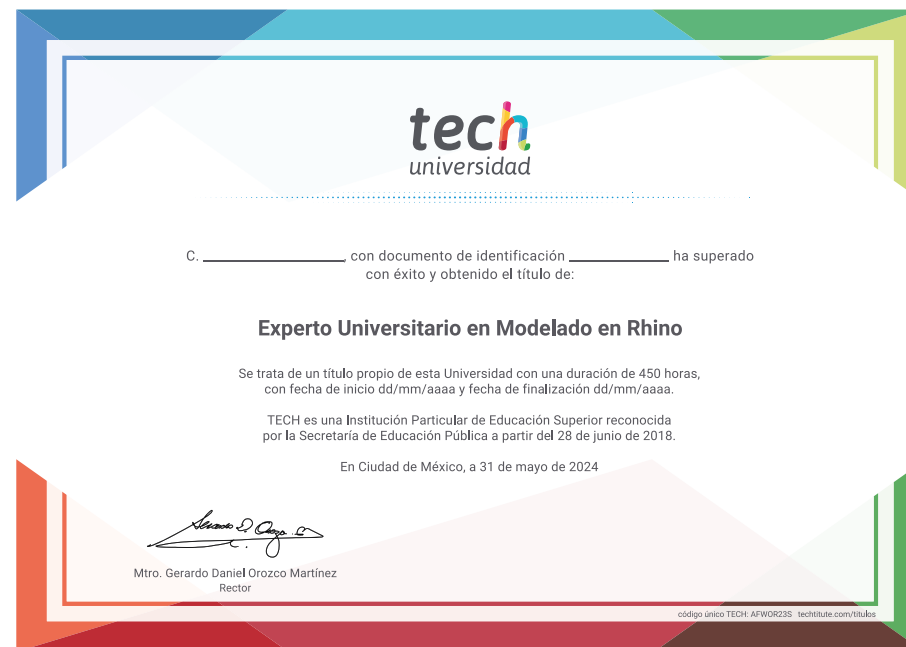 tech
universidad
C. ____________, con documento de identificación ____________ ha superado
con éxito y obtenido el título de:
Experto Universitario en Modelado en Rhino
Se trata de un título propio de esta Universidad con una duración de 450 horas,
con fecha de inicio dd/mm/aaaa y fecha de finalización dd/mm/aaaa.
TECH es una Institución Particular de Educación Superior reconocida
por la Secretaría de Educación Pública a partir del 28 de junio de 2018.
En Ciudad de México, a 31 de mayo de 2024
Mtro. Gerardo Daniel Orozco Martínez
Rector
código único TECH: AFWOR23S techtitute.com/titulos